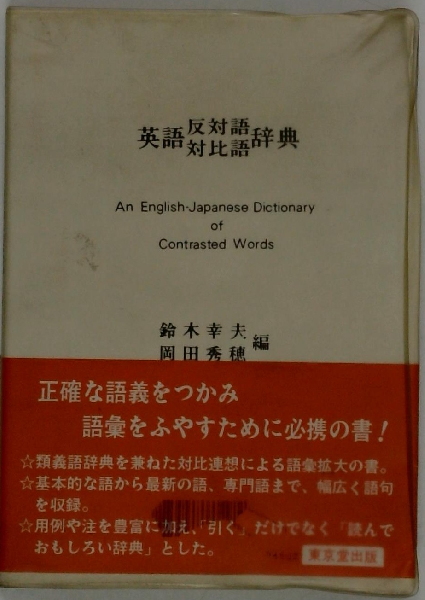 英語反対語対比語辞典
An English-Japanese Dictionary
of
Contrasted Words
鈴木幸夫
岡田秀穂 編
正確な語義をつかみ
語彙をふやすために必携の書!
☆類義語辞典を兼ねた対比連想による語彙拡大の書。
☆基本的な語から最新の語、専門語まで、幅広く語句
を収録。
☆用例や注を豊富に加え、「引く」だけでなく「読んで
おもしろい辞典」とした。
東京堂出版